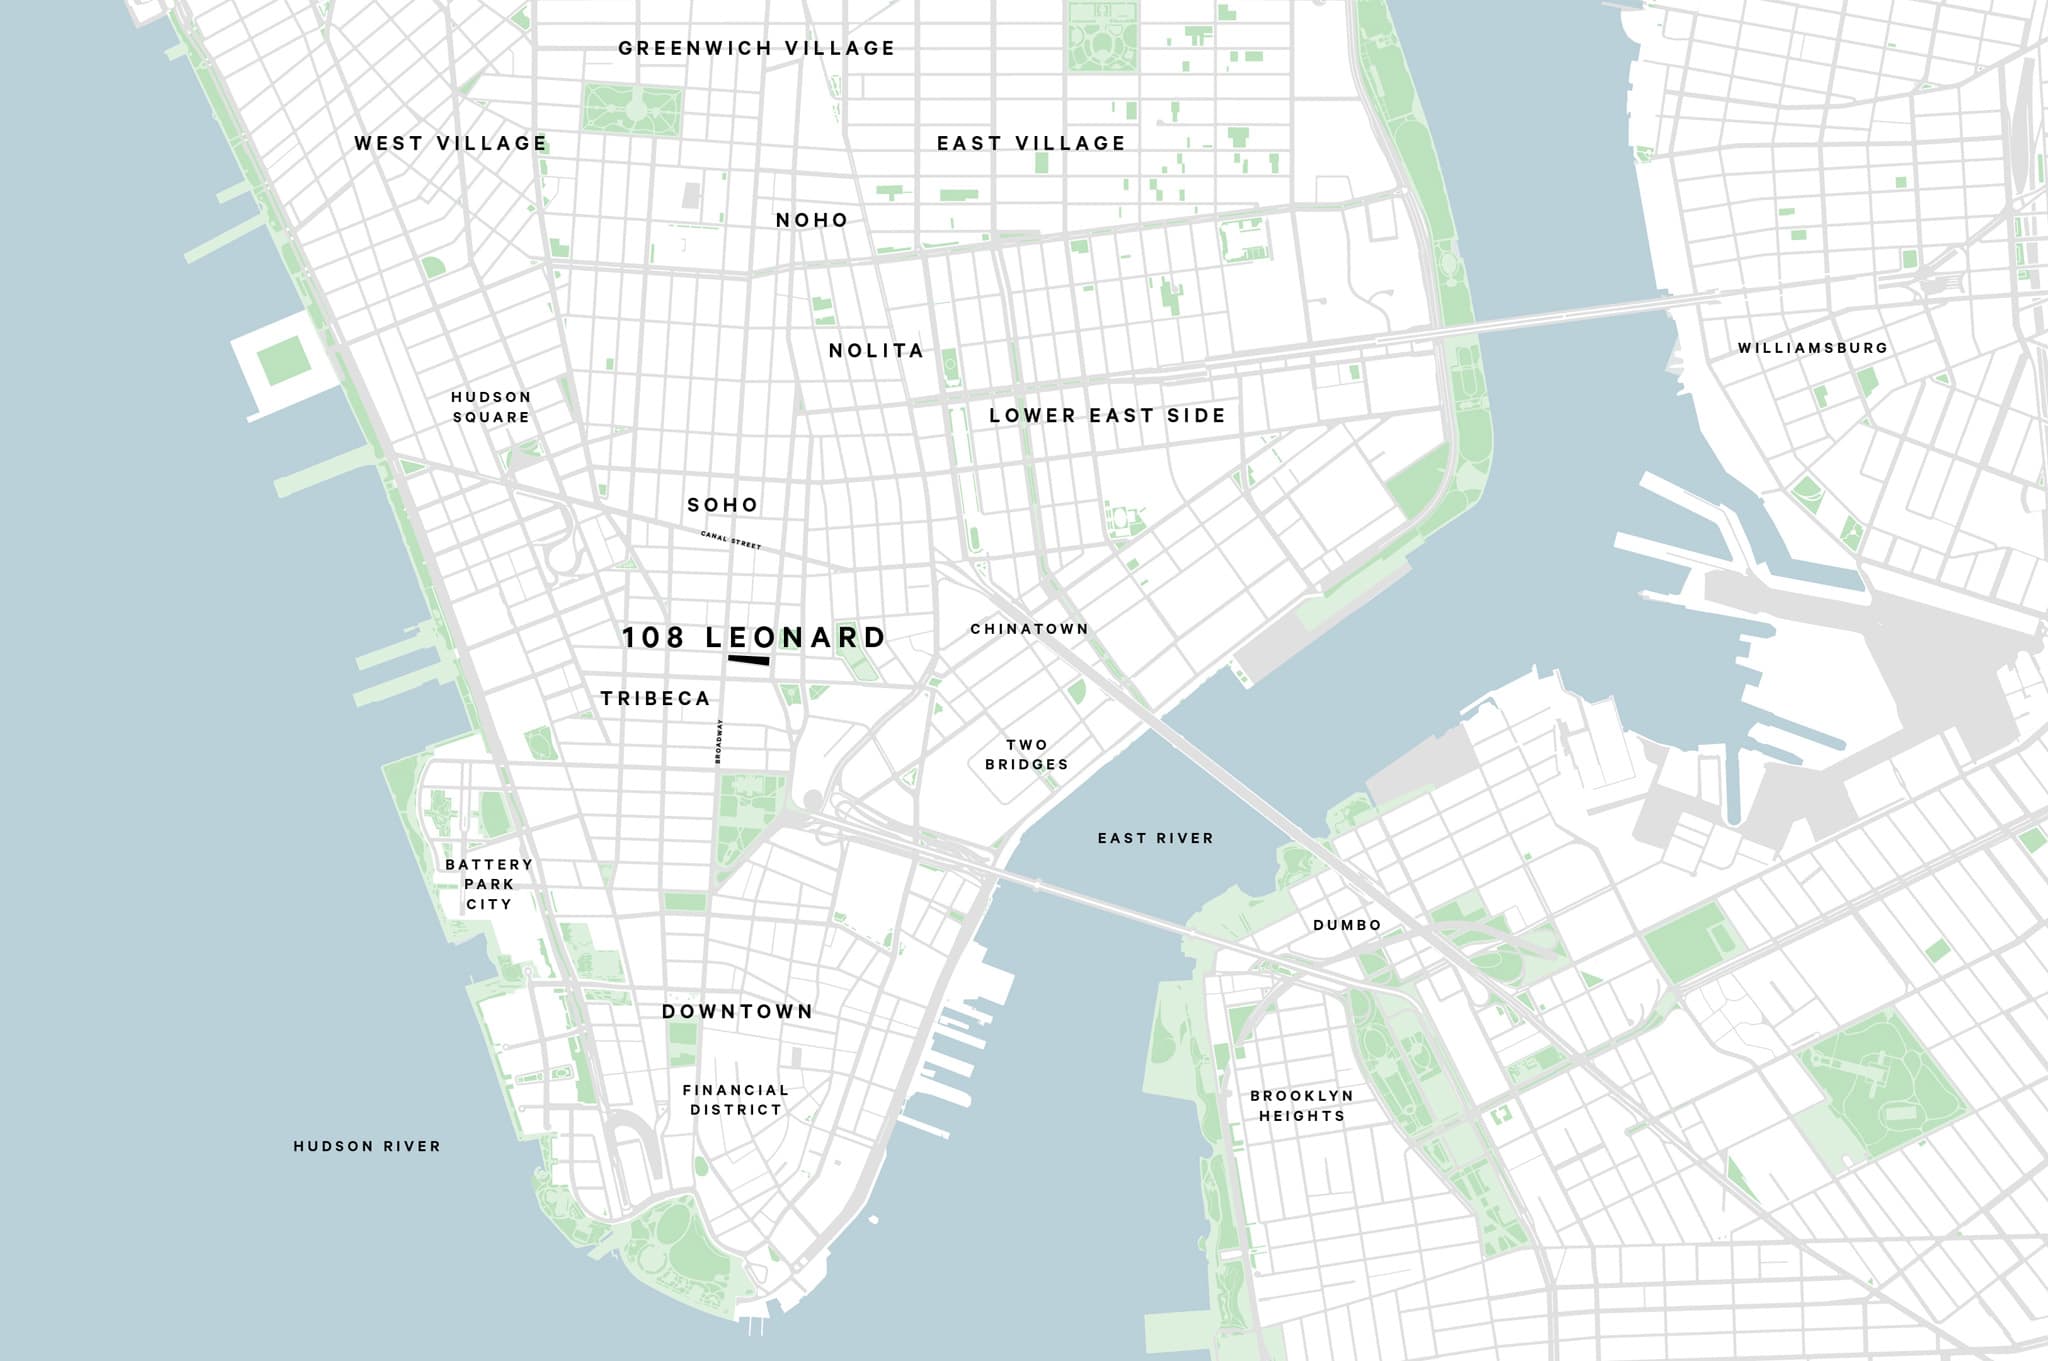 GREENWICH VILLAGE
WEST VILLAGE
EAST VILLAGE
NOHO
NOLITA
WILLIAMSBURG
HUDSON
SQUARE
LOWER EAST SIDE
SOHO
CANAL STREET
108 LEONARD
CHINATOWN
TRIBECA
BROADWAY
TWO
BRIDGES
EAST RIVER
BATTERY
PARK
CITY
DUMBO
DOWNTOWN
FINANCIAL
DISTRICT
BROOKLYN
HEIGHTS
HUDSON RIVER